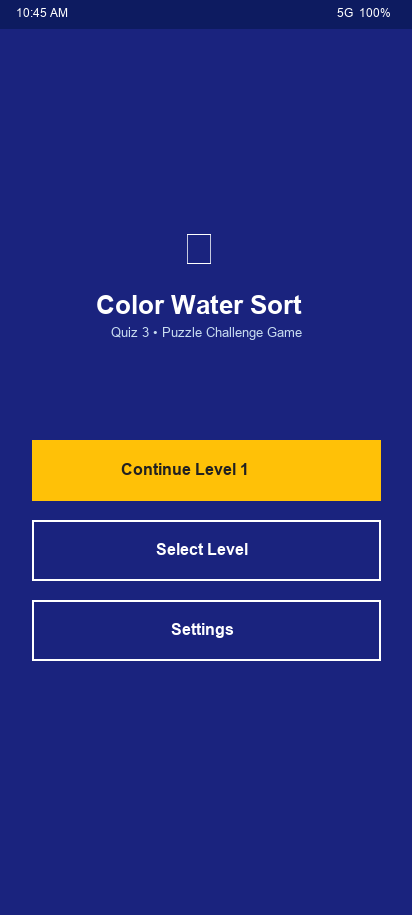 10:45 AM 5G 100%
Color Water Sort
Quiz 3 • Puzzle Challenge Game
Continue Level 1
Select Level
Settings